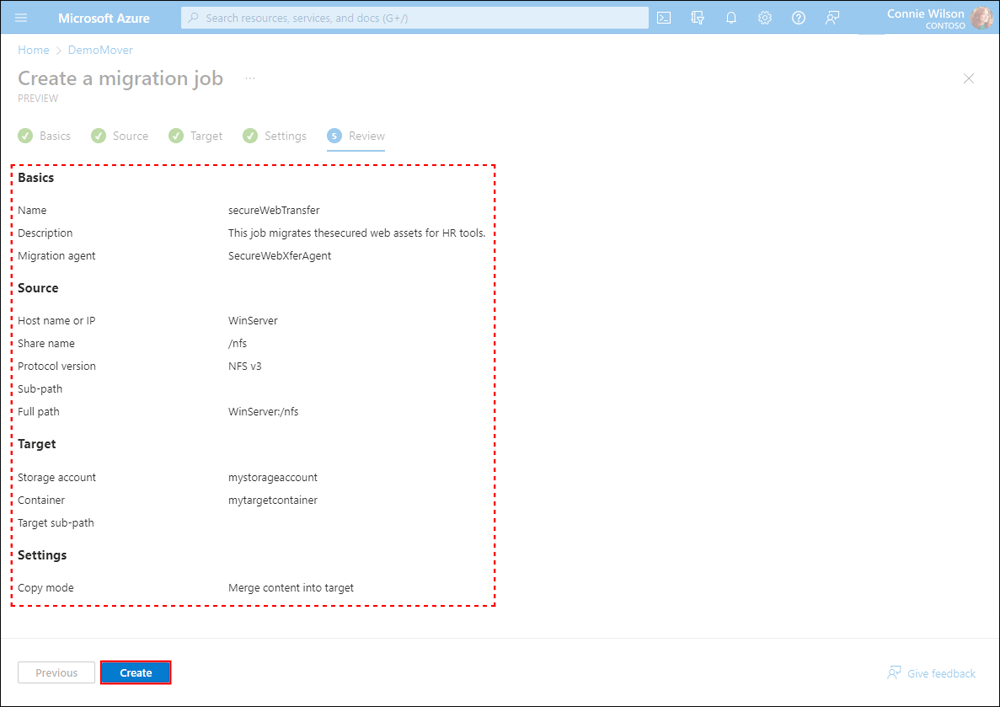 Microsoft Azure
Search resources, services, and docs (G+/)
Connie Wilson
CONTOSO
Home > DemoMover
Create a migration job ...
PREVIEW
Basics Source Target Settings 5 Review
Basics
Name secureWebTransfer
Description This job migrates thesecured web assets for HR tools.
Migration agent SecureWebXferAgent
Source
Host name or IP WinServer
Share name /nfs
Protocol version NFS v3
Sub-path
Full path WinServer:/nfs
Target
Storage account mystorageaccount
Container mytargetcontainer
Target sub-path
Settings
Copy mode Merge content into target
Previous Create Give feedback